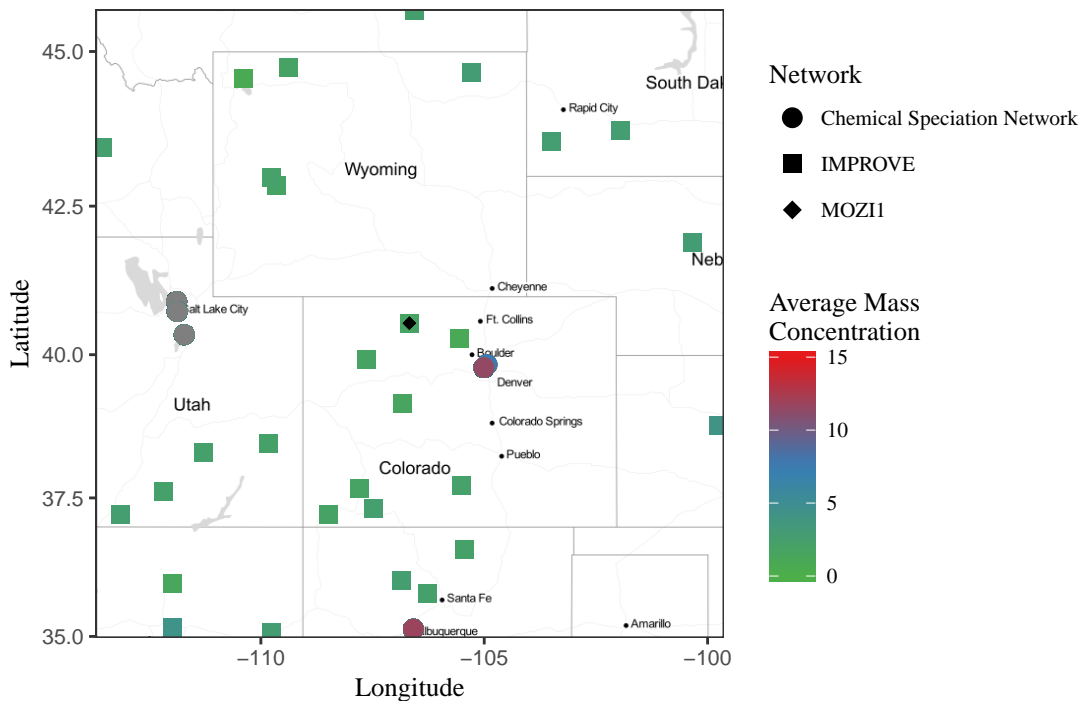 45.0
42.5
40.0
37.5
35.0
Latitude
−110
−105
−100
Longitude
South Dak
Rapid City
Wyoming
Neb
Cheyenne
alt Lake City
Ft. Collins
Boulder
Denver
Utah
Colorado Springs
Pueblo
Colorado
Santa Fe
lbuquerque
Amarillo
Network
Chemical Speciation Network
IMPROVE
MOZI1
Average Mass
Concentration
15
10
5
0